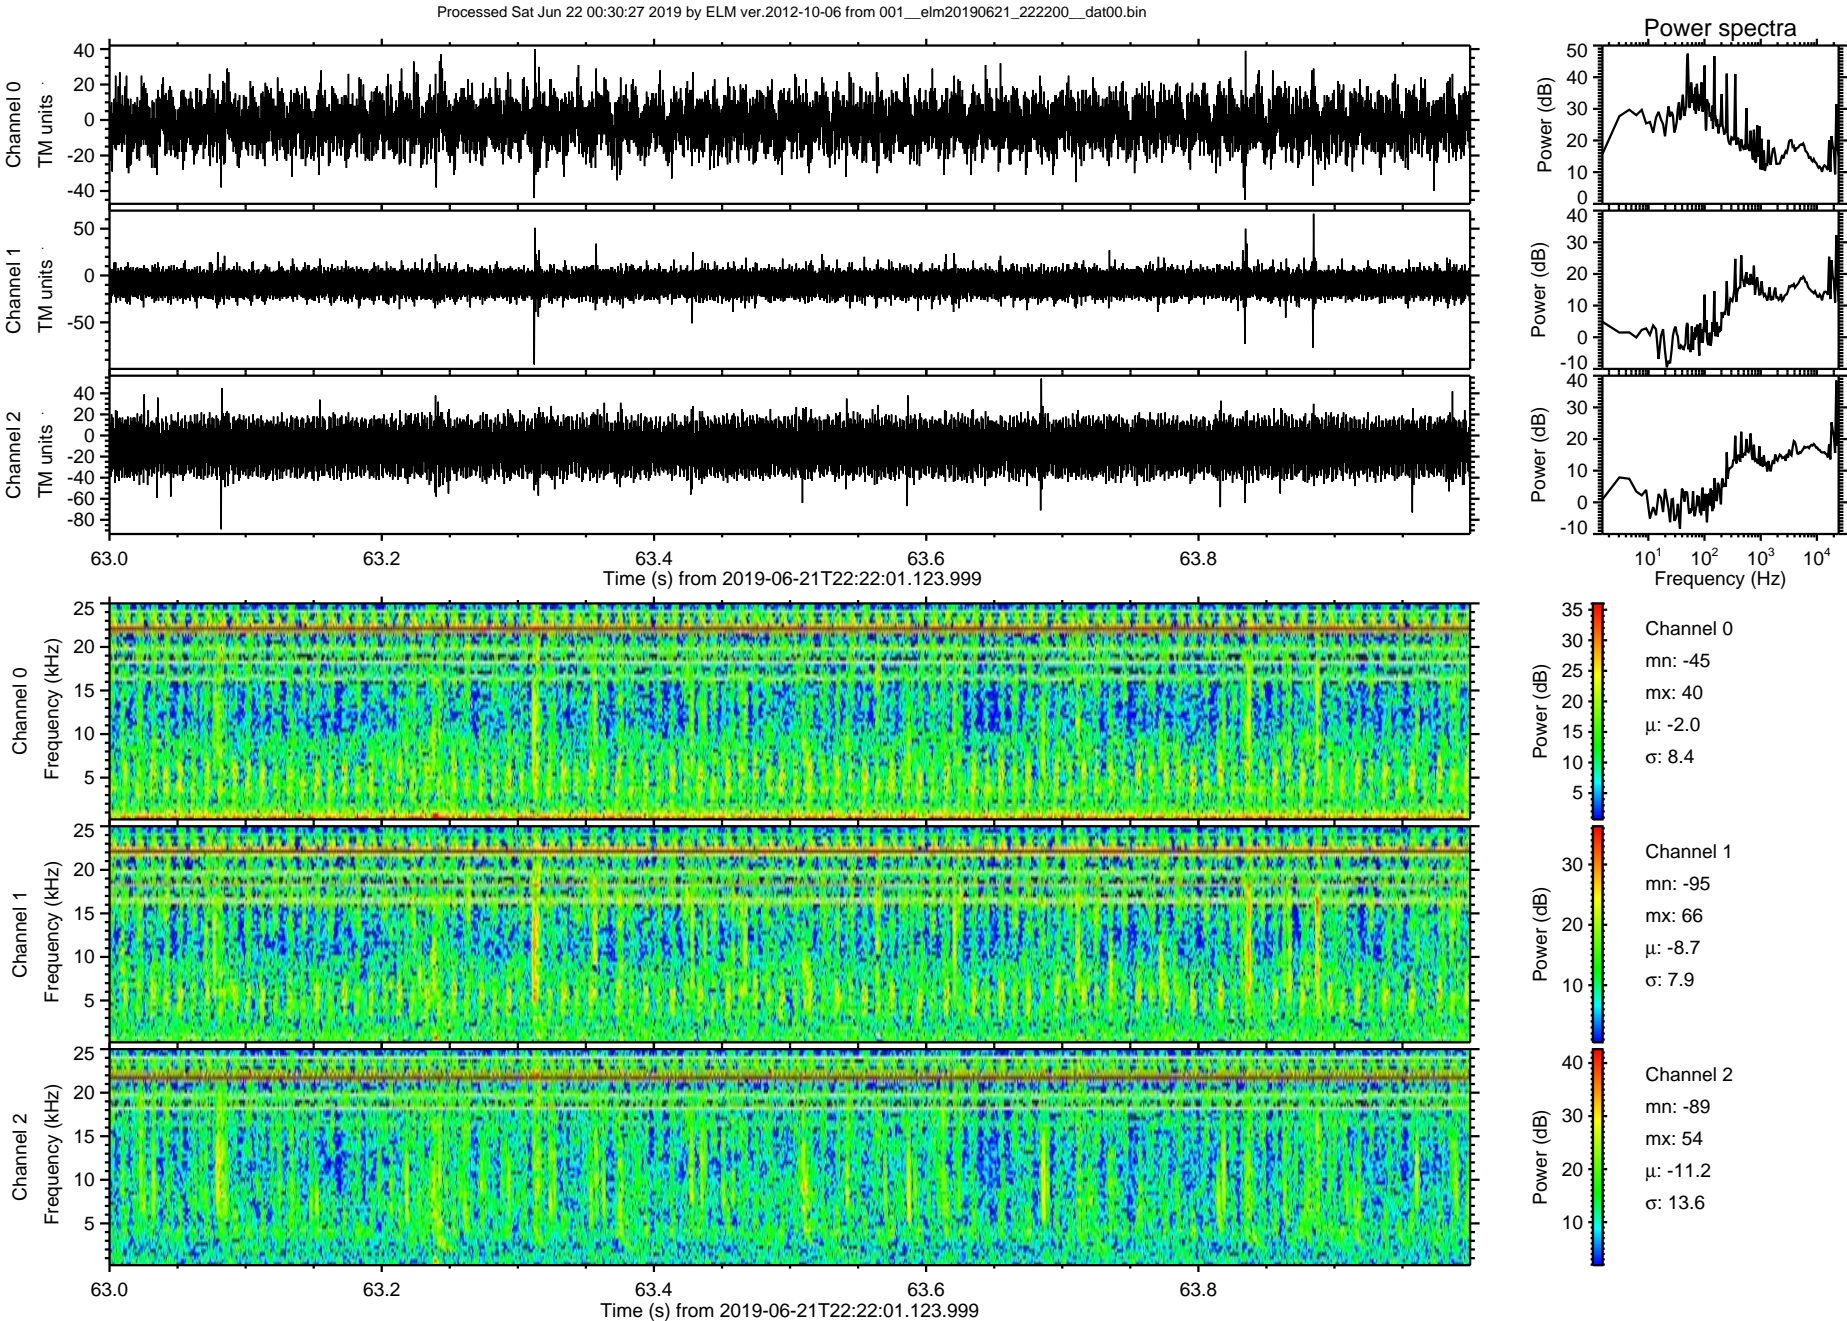 Processed Sat Jun 22 00:30:27 2019 by ELM ver.2012-10-06 from 001__elm20190621_222200__dat00.bin
Power spectra
Channel 0
TM units
40
20
0
-20
-40
Power (dB)
50
40
30
20
10
0
Channel 1
TM units
50
0
-50
Power (dB)
40
30
20
10
0
-10
Channel 2
TM units
40
20
0
-20
-40
-60
-80
Power (dB)
40
30
20
10
0
-10
63.0 63.2 63.4 63.6 63.8
Time (s) from 2019-06-21T22:22:01.123.999
10¹ 10² 10³ 10⁴
Frequency (Hz)
Channel 0
Frequency (kHz)
25
20
15
10
5
Power (dB)
35
30
25
20
15
10
5
Channel 0
mn: -45
mx: 40
μ: -2.0
σ: 8.4
Channel 1
Frequency (kHz)
25
20
15
10
5
Power (dB)
30
20
10
Channel 1
mn: -95
mx: 66
μ: -8.7
σ: 7.9
Channel 2
Frequency (kHz)
25
20
15
10
5
Power (dB)
40
30
20
10
Channel 2
mn: -89
mx: 54
μ: -11.2
σ: 13.6
63.0 63.2 63.4 63.6 63.8
Time (s) from 2019-06-21T22:22:01.123.999